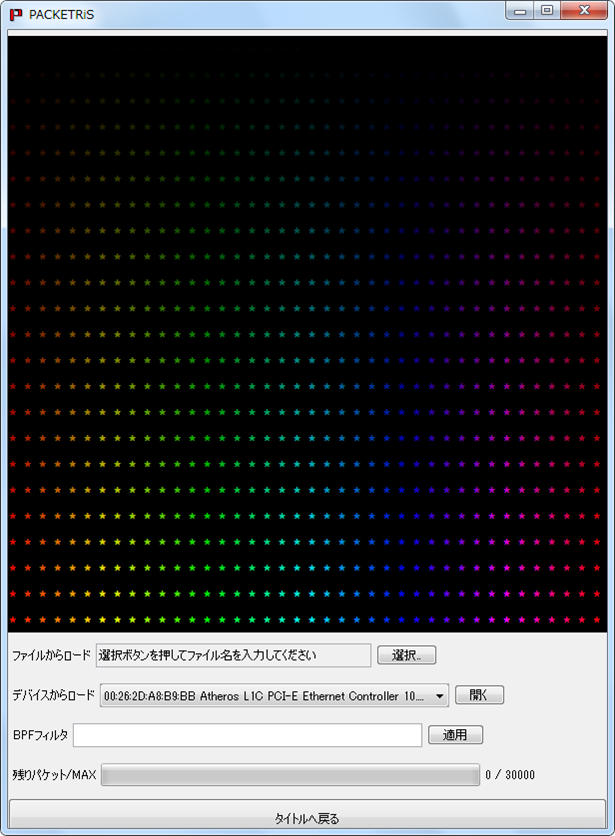 PACKETRiS
ファイルからロード 選択ボタンを押してファイル名を入力してください 選択..
デバイスからロード 00:26:2D:A8:B9:BB Atheros L1C PCI-E Ethernet Controller 10.... 開く
BPFフィルタ 適用
残りパケット/MAX 0 / 30000
タイトルへ戻る